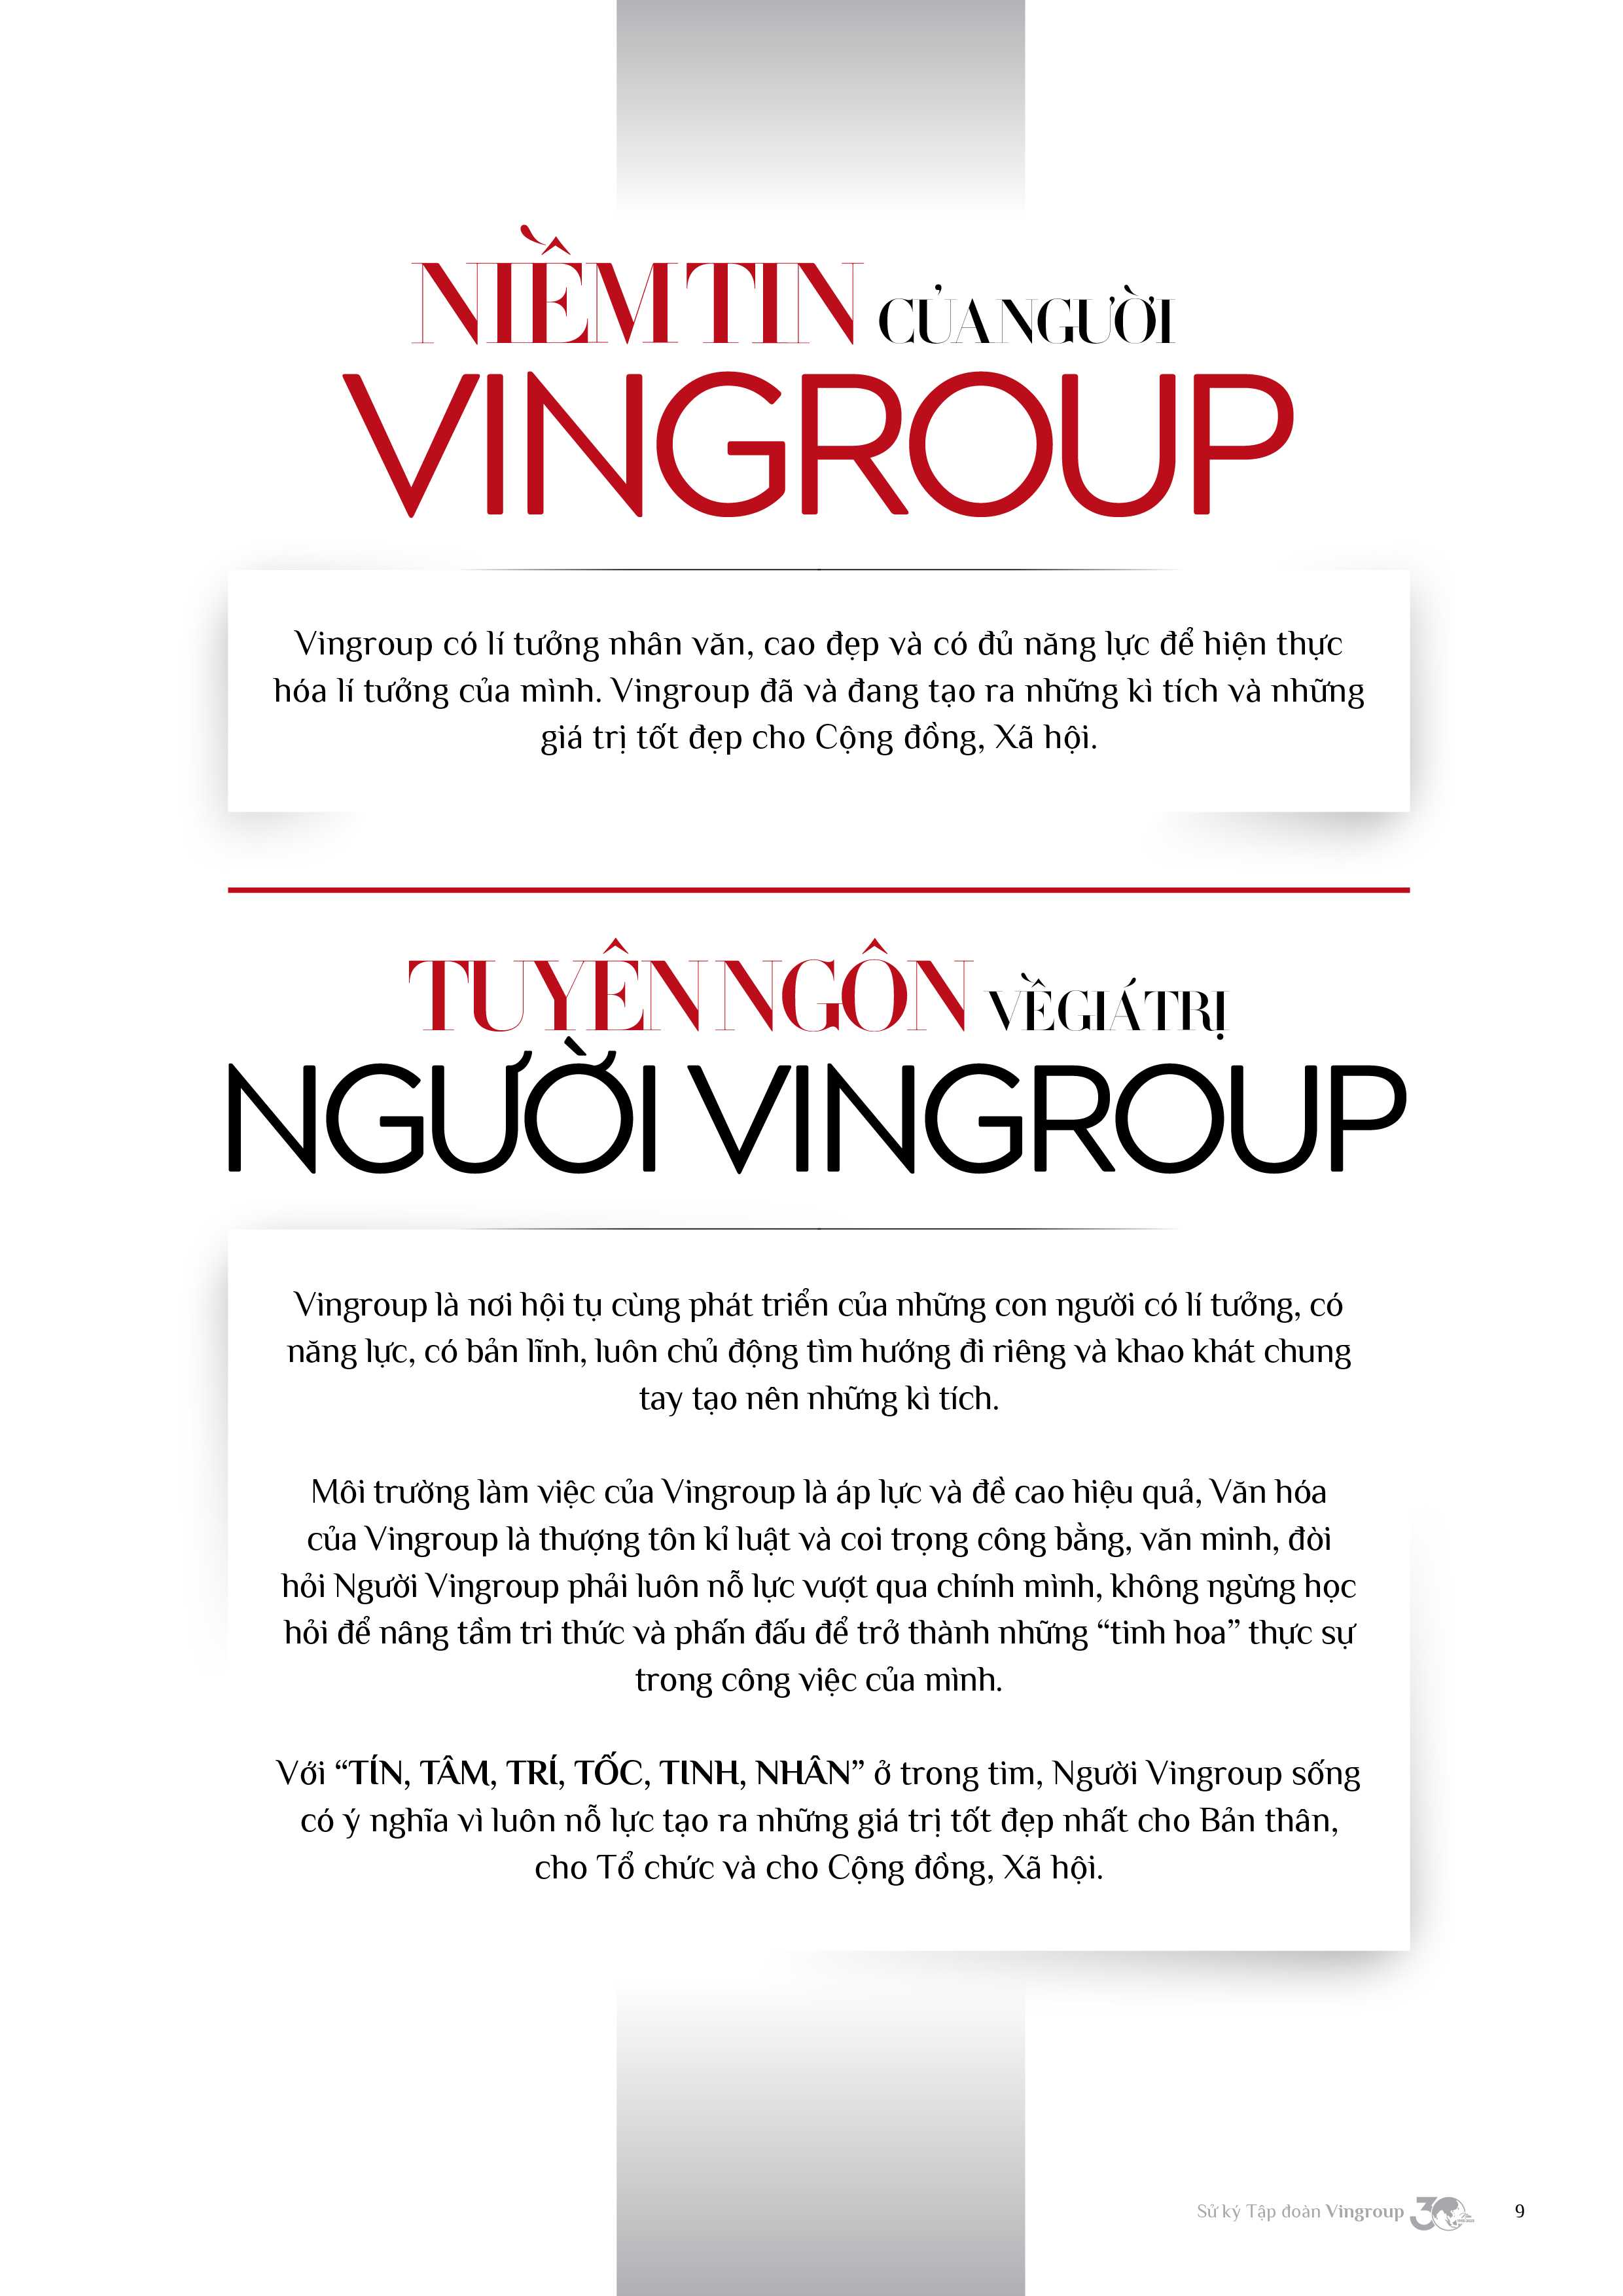 NIỀM TIN CỦA NGƯỜI
VINGROUP
Vingroup có lí tưởng nhân văn, cao đẹp và có đủ năng lực để hiện thực
hóa lí tưởng của mình. Vingroup đã và đang tạo ra những kì tích và những
giá trị tốt đẹp cho Cộng đồng, Xã hội.
TUYÊN NGÔN VỀ GIÁ TRỊ
NGƯỜI VINGROUP
Vingroup là nơi hội tụ cùng phát triển của những con người có lí tưởng, có
năng lực, có bản lĩnh, luôn chủ động tìm hướng đi riêng và khao khát chung
tay tạo nên những kì tích.
Môi trường làm việc của Vingroup là áp lực và đề cao hiệu quả, Văn hóa
của Vingroup là thượng tôn kỉ luật và coi trọng công bằng, văn minh, đòi
hỏi Người Vingroup phải luôn nỗ lực vượt qua chính mình, không ngừng học
hỏi để nâng tầm tri thức và phấn đấu để trở thành những “tinh hoa” thực sự
trong công việc của mình.
Với “TÍN, TÂM, TRÍ, TỐC, TINH, NHÂN” ở trong tim, Người Vingroup sống
có ý nghĩa vì luôn nỗ lực tạo ra những giá trị tốt đẹp nhất cho Bản thân,
cho Tổ chức và cho Cộng đồng, Xã hội.
Sử ký Tập đoàn Vingroup 30 9